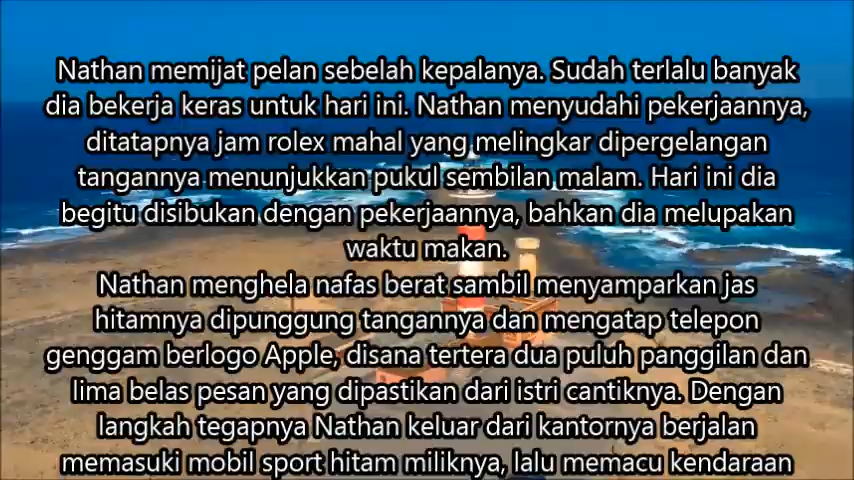 Nathan memijat pelan sebelah kepalanya. Sudah terlalu banyak
dia bekerja keras untuk hari ini. Nathan menyudahi pekerjaannya,
ditatapnya jam rolex mahal yang melingkar dipergelangan
tangannya menunjukkan pukul sembilan malam. Hari ini dia
begitu disibukan dengan pekerjaannya, bahkan dia melupakan
waktu makan.
Nathan menghela nafas berat sambil menyamparkan jas
hitamnya dipunggung tangannya dan mengatap telepon
genggam berlogo Apple, disana tertera dua puluh panggilan dan
lima belas pesan yang dipastikan dari istri cantiknya. Dengan
langkah tegapnya Nathan keluar dari kantornya berjalan
memasuki mobil sport hitam miliknya, lalu memacu kendaraan